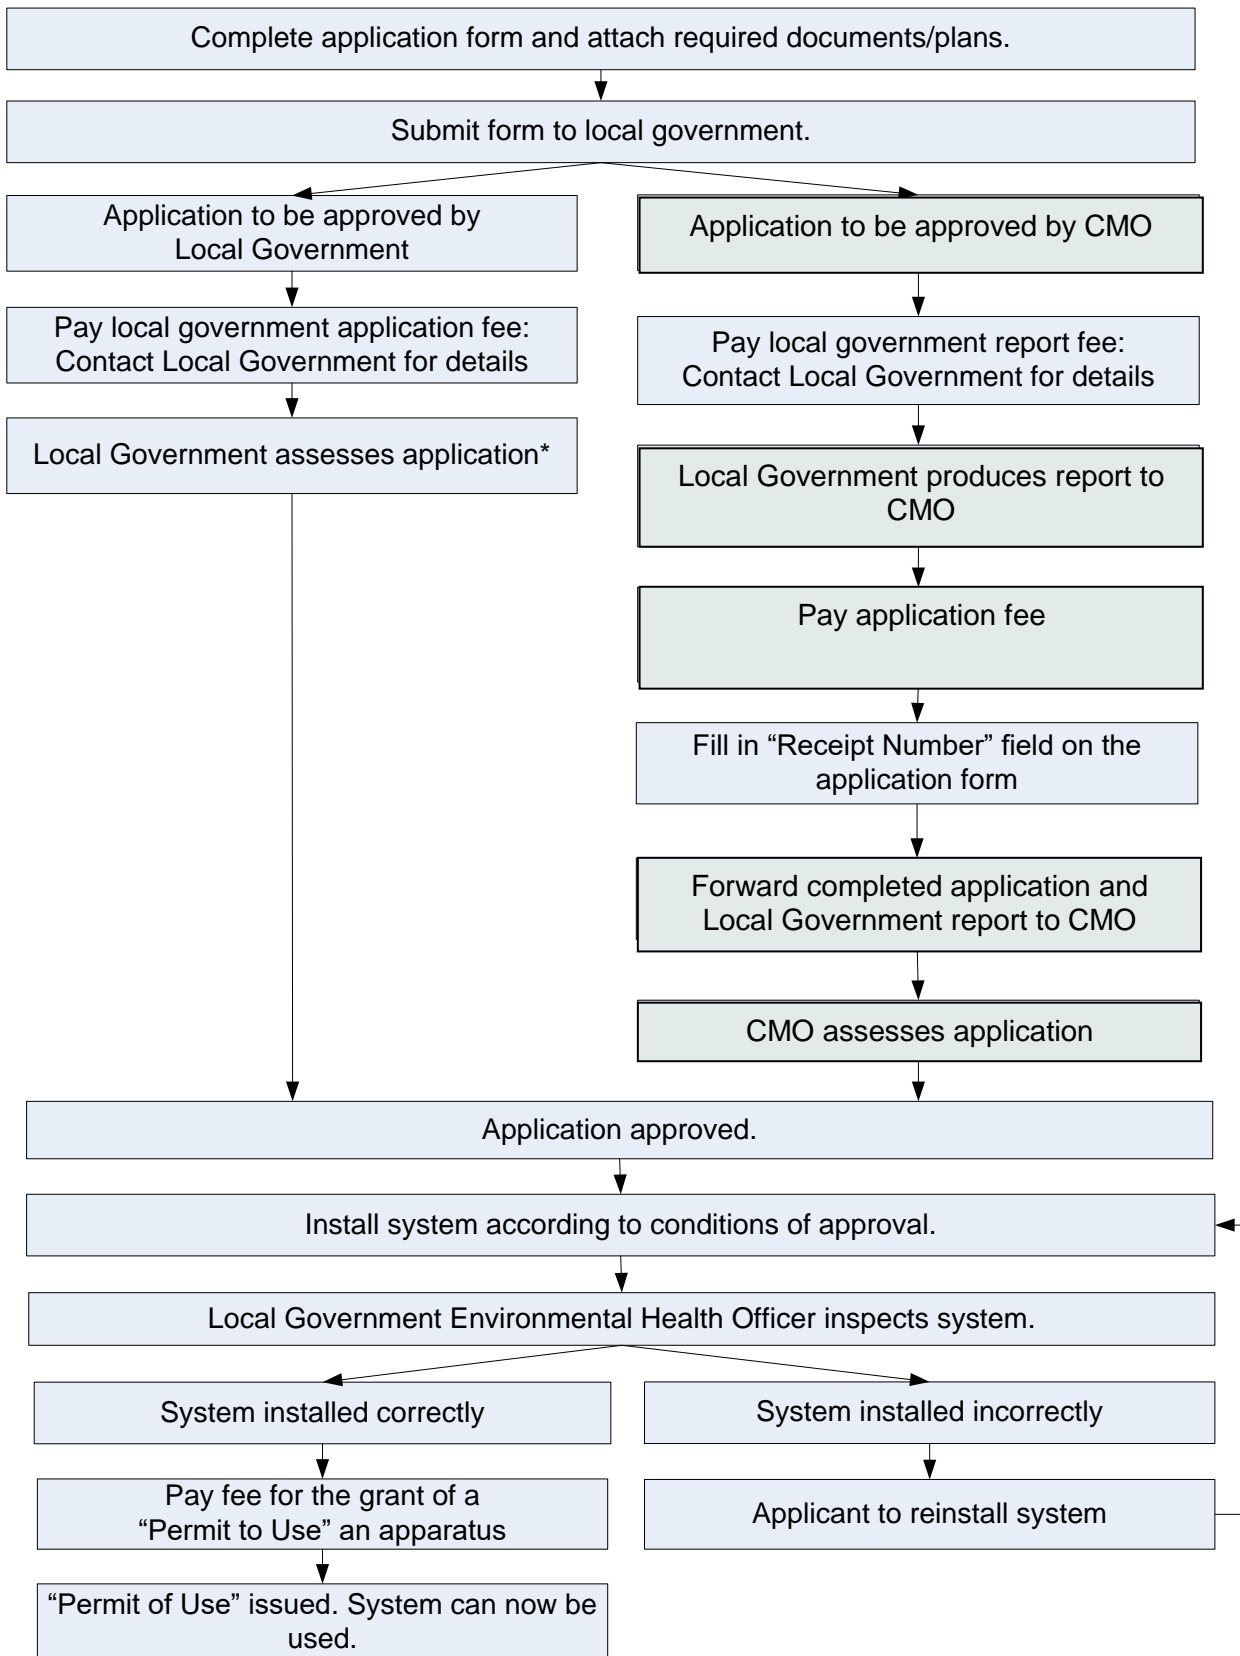 Complete application form and attach required documents/plans.
Submit form to local government.
Application to be approved by
Local Government
Pay local government application fee:
Contact Local Government for details
Local Government assesses application*
Application to be approved by CMO
Pay local government report fee:
Contact Local Government for details
Local Government produces report to
CMO
Pay application fee
Fill in “Receipt Number” field on the
application form
Forward completed application and
Local Government report to CMO
CMO assesses application
Application approved.
Install system according to conditions of approval.
Local Government Environmental Health Officer inspects system.
System installed correctly
Pay fee for the grant of a
“Permit to Use” an apparatus
“Permit of Use” issued. System can now be
used.
System installed incorrectly
Applicant to reinstall system